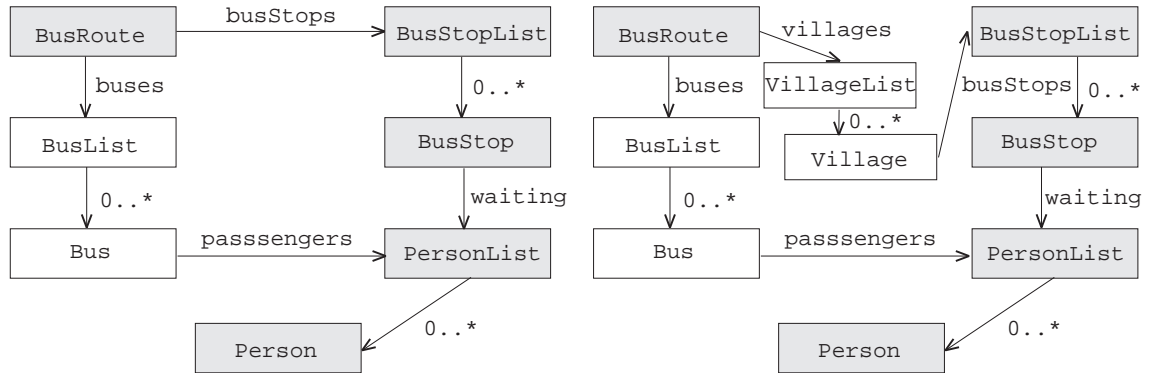 busStops
BusRoute
BusStopList
buses
0..*
BusList
BusStop
0..*
waiting
Bus
passsengers
PersonList
0..*
Person
BusRoute
villages
BusStopList
buses
VillageList
busStops
0..*
0..*
BusList
Village
BusStop
0..*
waiting
Bus
passsengers
PersonList
0..*
Person